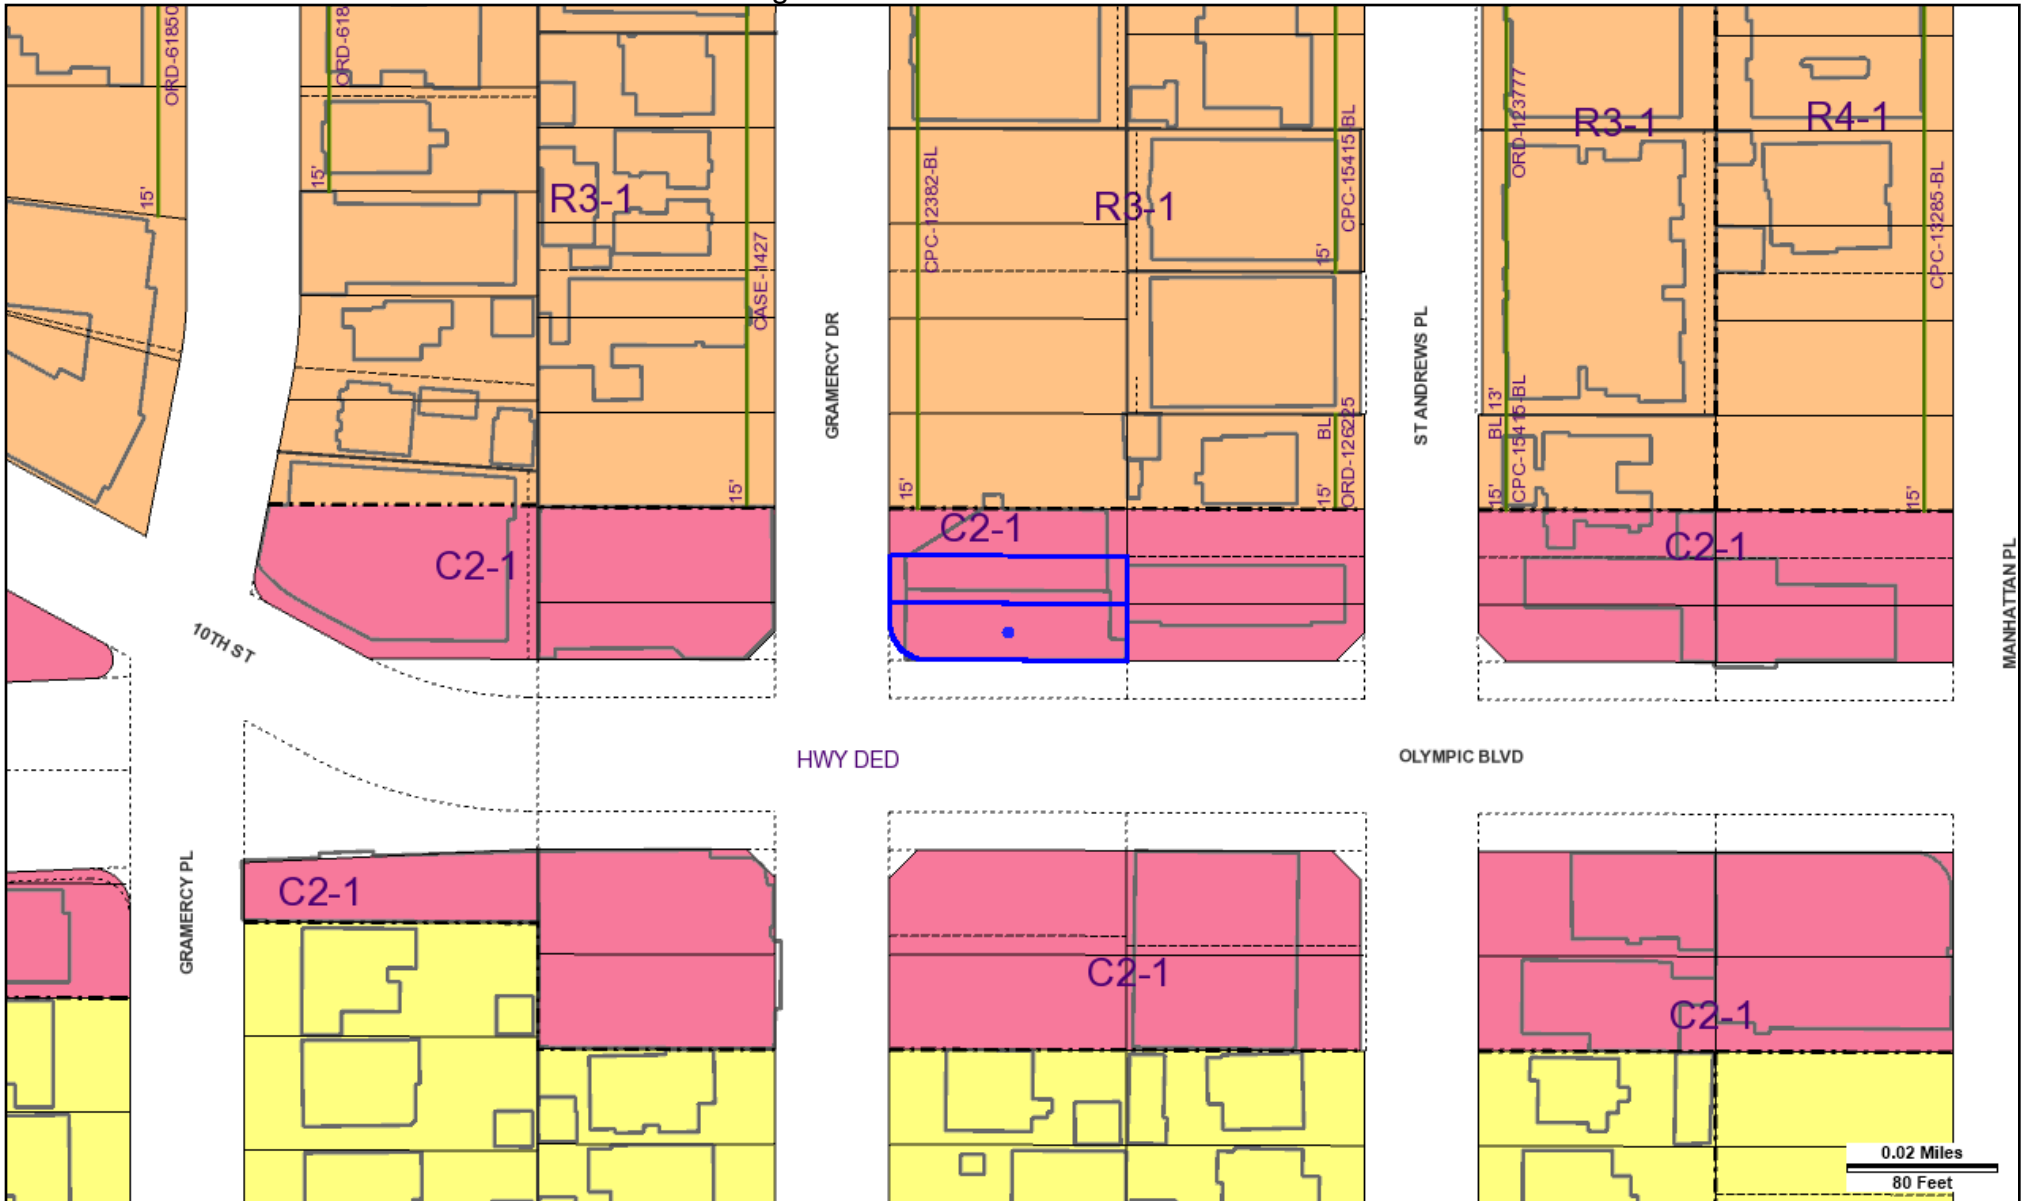 ORD-61850
15'
ORD-618
15'
R3-1
CASE-1427
15'
GRAMERCY DR
CPC-12382-BL
15'
R3-1
CPC-15415-BL
15'
BL
ORD-126225
15'
ST ANDREWS PL
ORD-123777
R3-1
R4-1
BL 13'
CPC-15415-BL
15'
CPC-13285-BL
15'
MANHATTAN PL
C2-1
C2-1
C2-1
10TH ST
HWY DED
OLYMPIC BLVD
GRAMERCY PL
C2-1
C2-1
C2-1
0.02 Miles
80 Feet